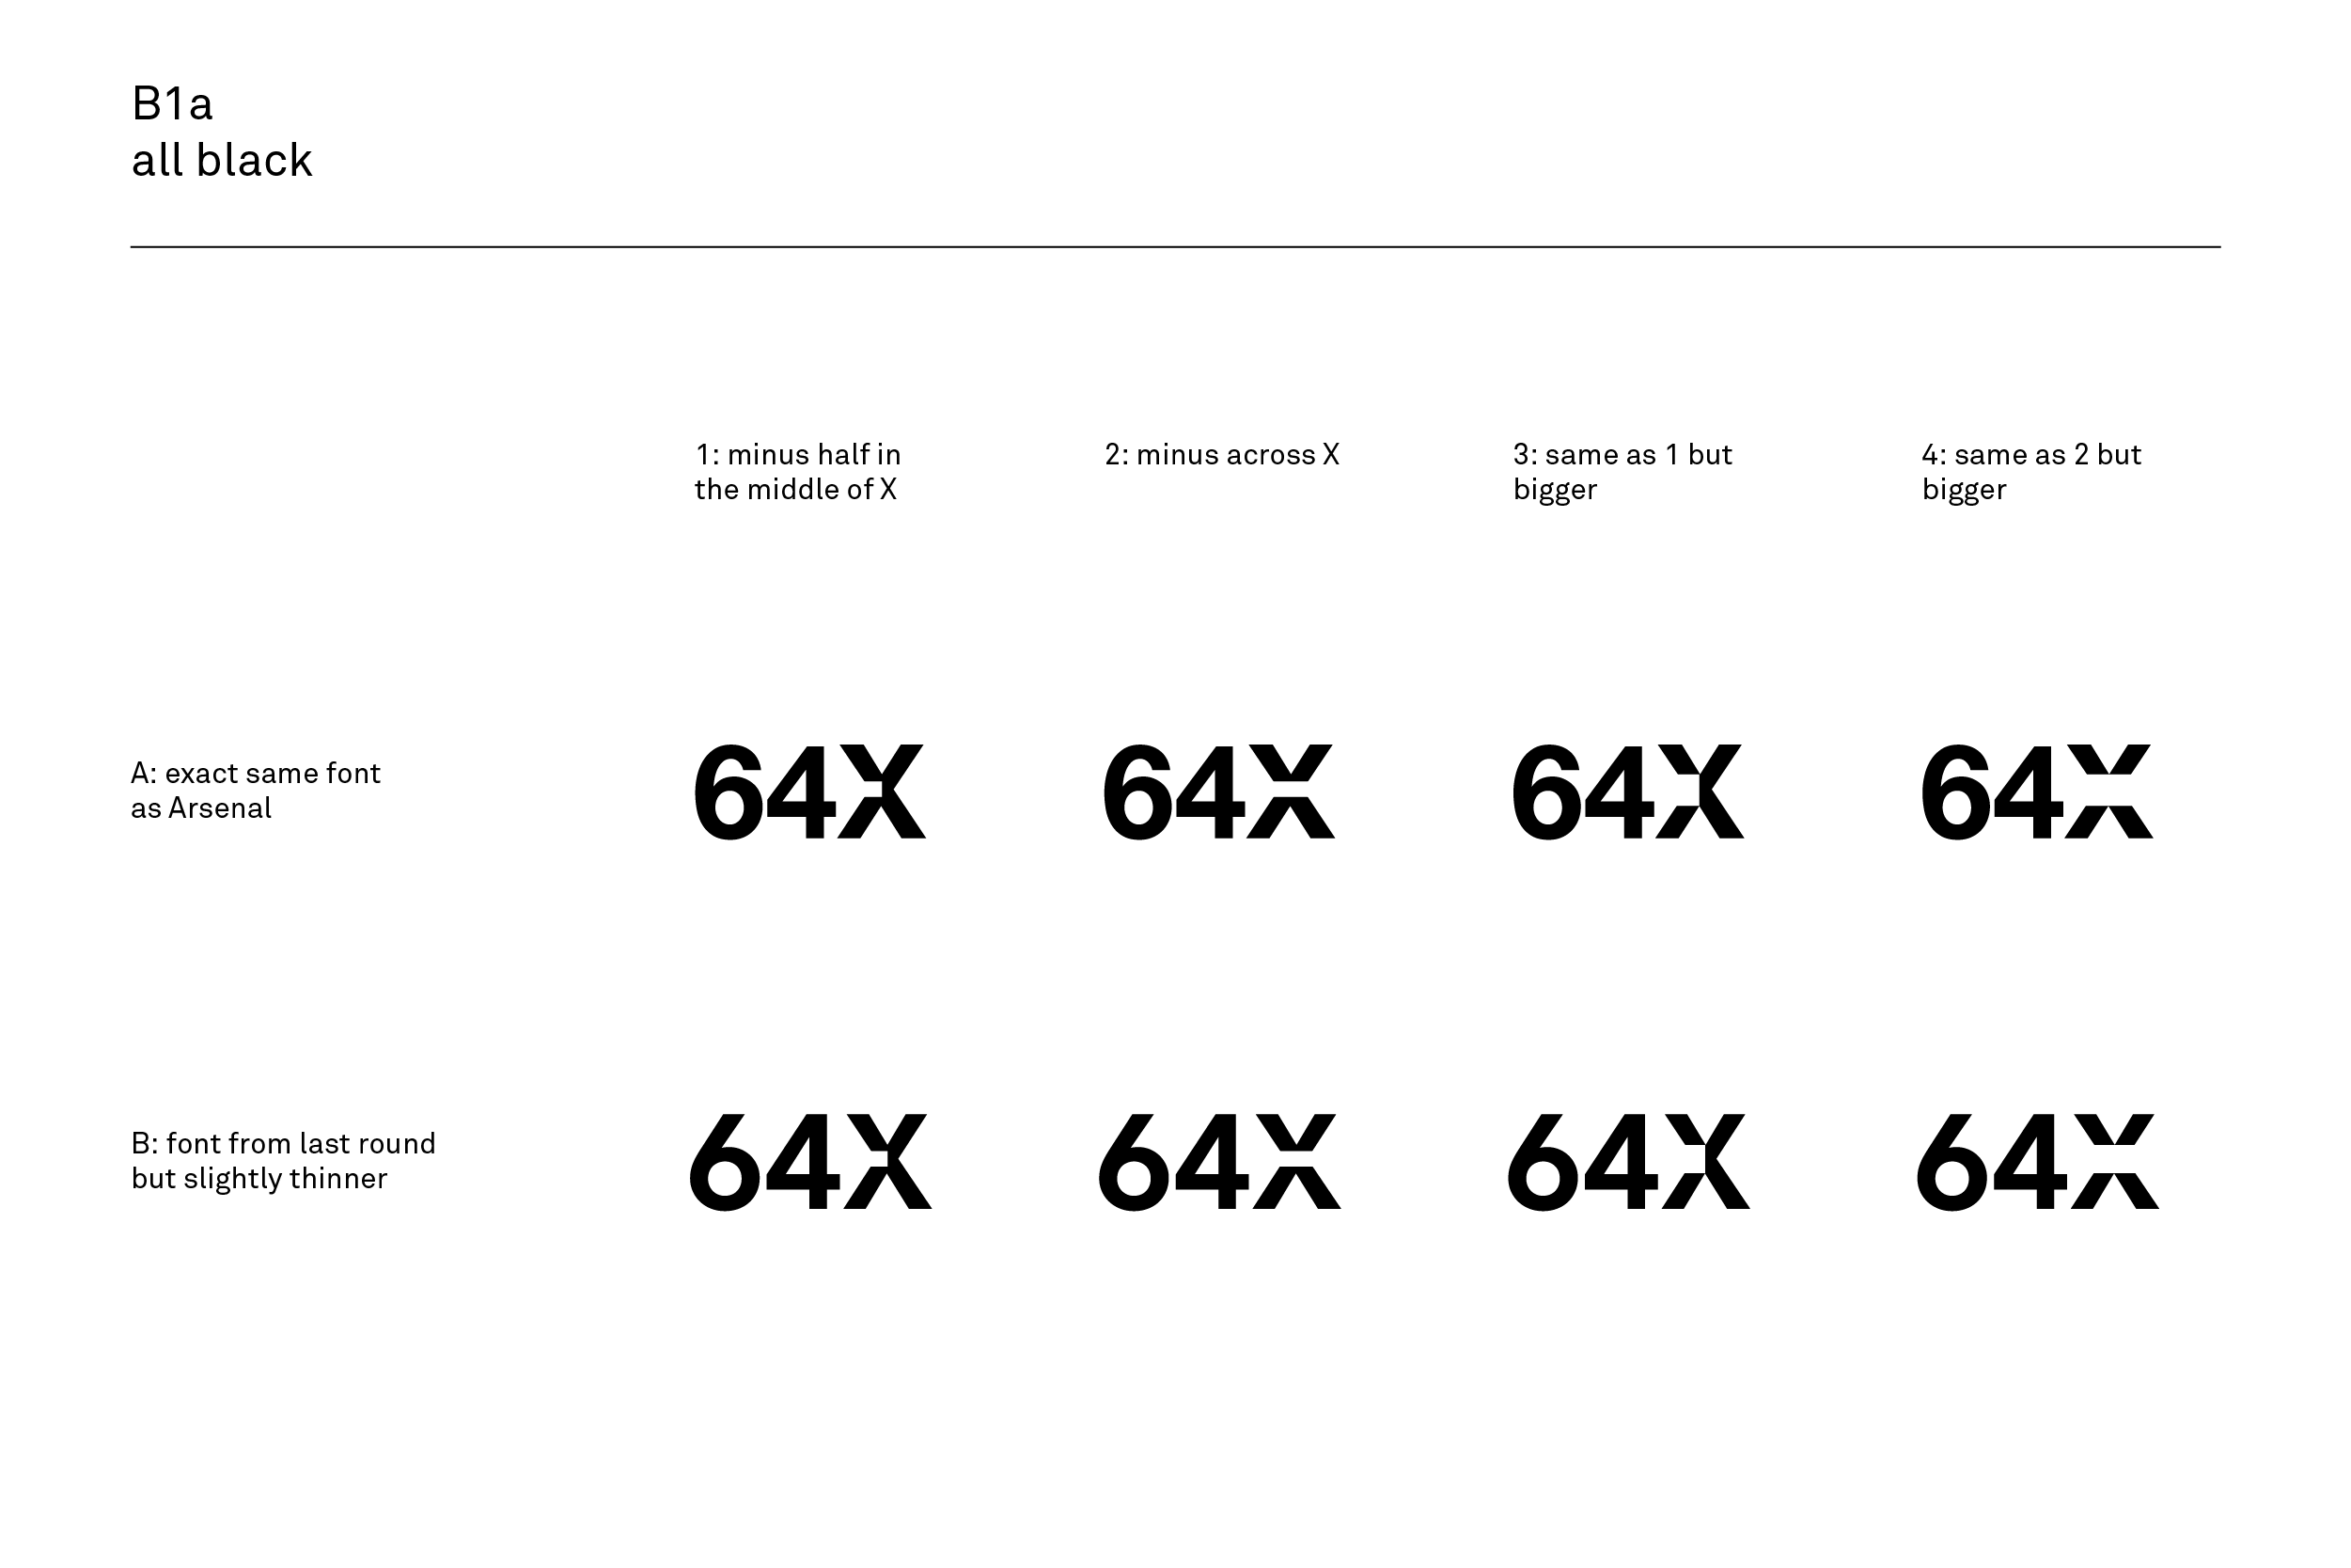 B1a
all black
1: minus half in
the middle of X
2: minus across X
3: same as 1 but
bigger
4: same as 2 but
bigger
A: exact same font
as Arsenal
64X
64X
64X
64X
B: font from last round
but slightly thinner
64X
64X
64X
64X